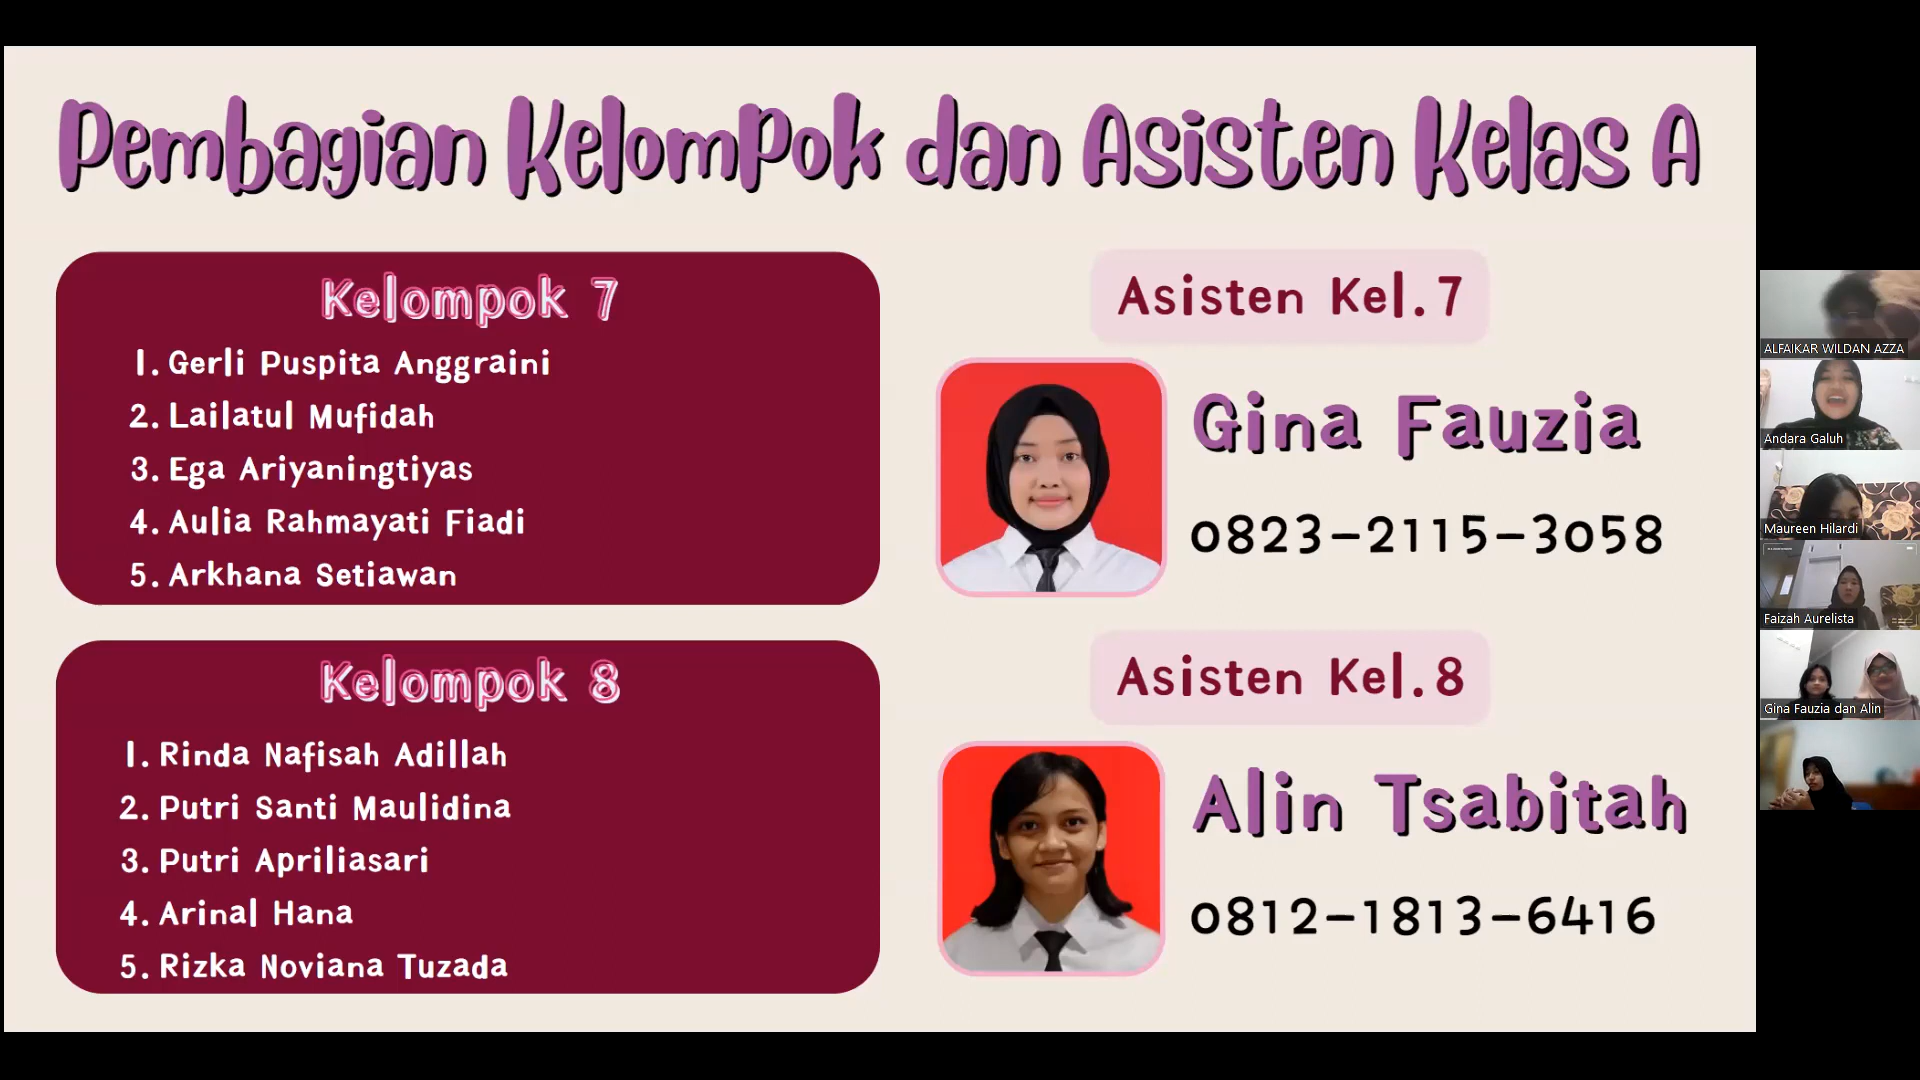 Pembagian Kelompok dan Asisten Kelas A
Kelompok 7
1. Gerli Puspita Anggraini
2. Lailatul Mufidah
3. Ega Ariyaningtiyas
4. Aulia Rahmayati Fiadi
5. Arkhana Setiawan
Asisten Kel.7
Gina Fauzia
0823-2115-3058
Kelompok 8
1. Rinda Nafisah Adillah
2. Putri Santi Maulidina
3. Putri Apriliasari
4. Arinal Hana
5. Rizka Noviana Tuzada
Asisten Kel.8
Alin Tsabitah
0812-1813-6416
ALFAIKAR WILDAN AZZA
Andara Galuh
Maureen Hilardi
Faizah Aurelista
Gina Fauzia dan Alin